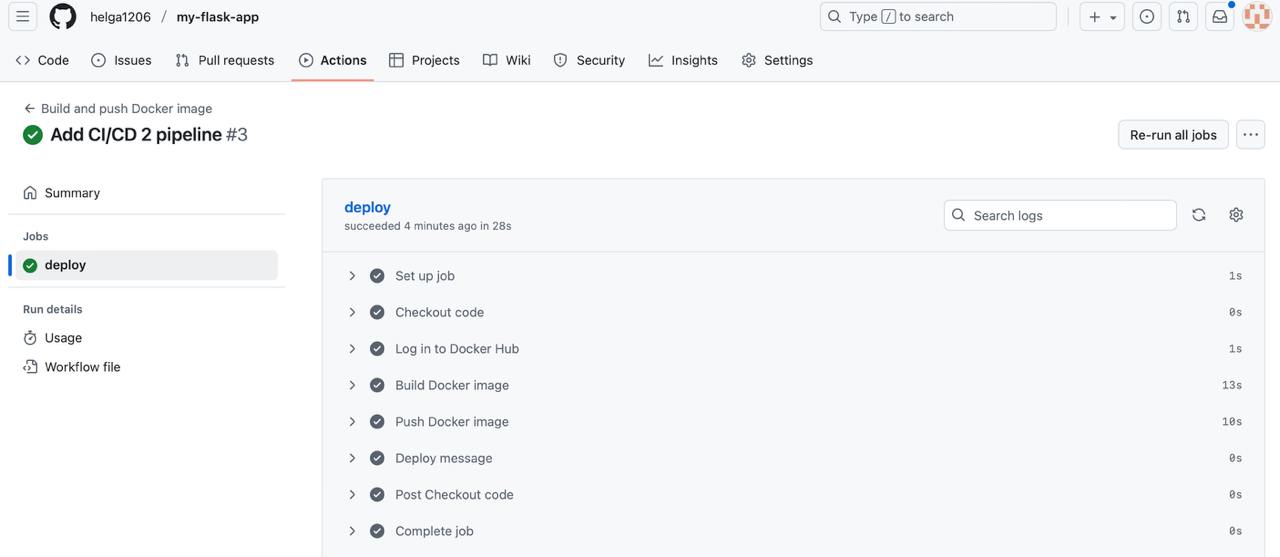 helga1206 / my-flask-app
Type / to search
Code Issues Pull requests Actions Projects Wiki Security Insights Settings
Build and push Docker image
Add CI/CD 2 pipeline #3
Re-run all jobs
Summary
Jobs
deploy
Run details
Usage
Workflow file
deploy
succeeded 4 minutes ago in 28s
Search logs
Set up job 1s
Checkout code 0s
Log in to Docker Hub 1s
Build Docker image 13s
Push Docker image 10s
Deploy message 0s
Post Checkout code 0s
Complete job 0s